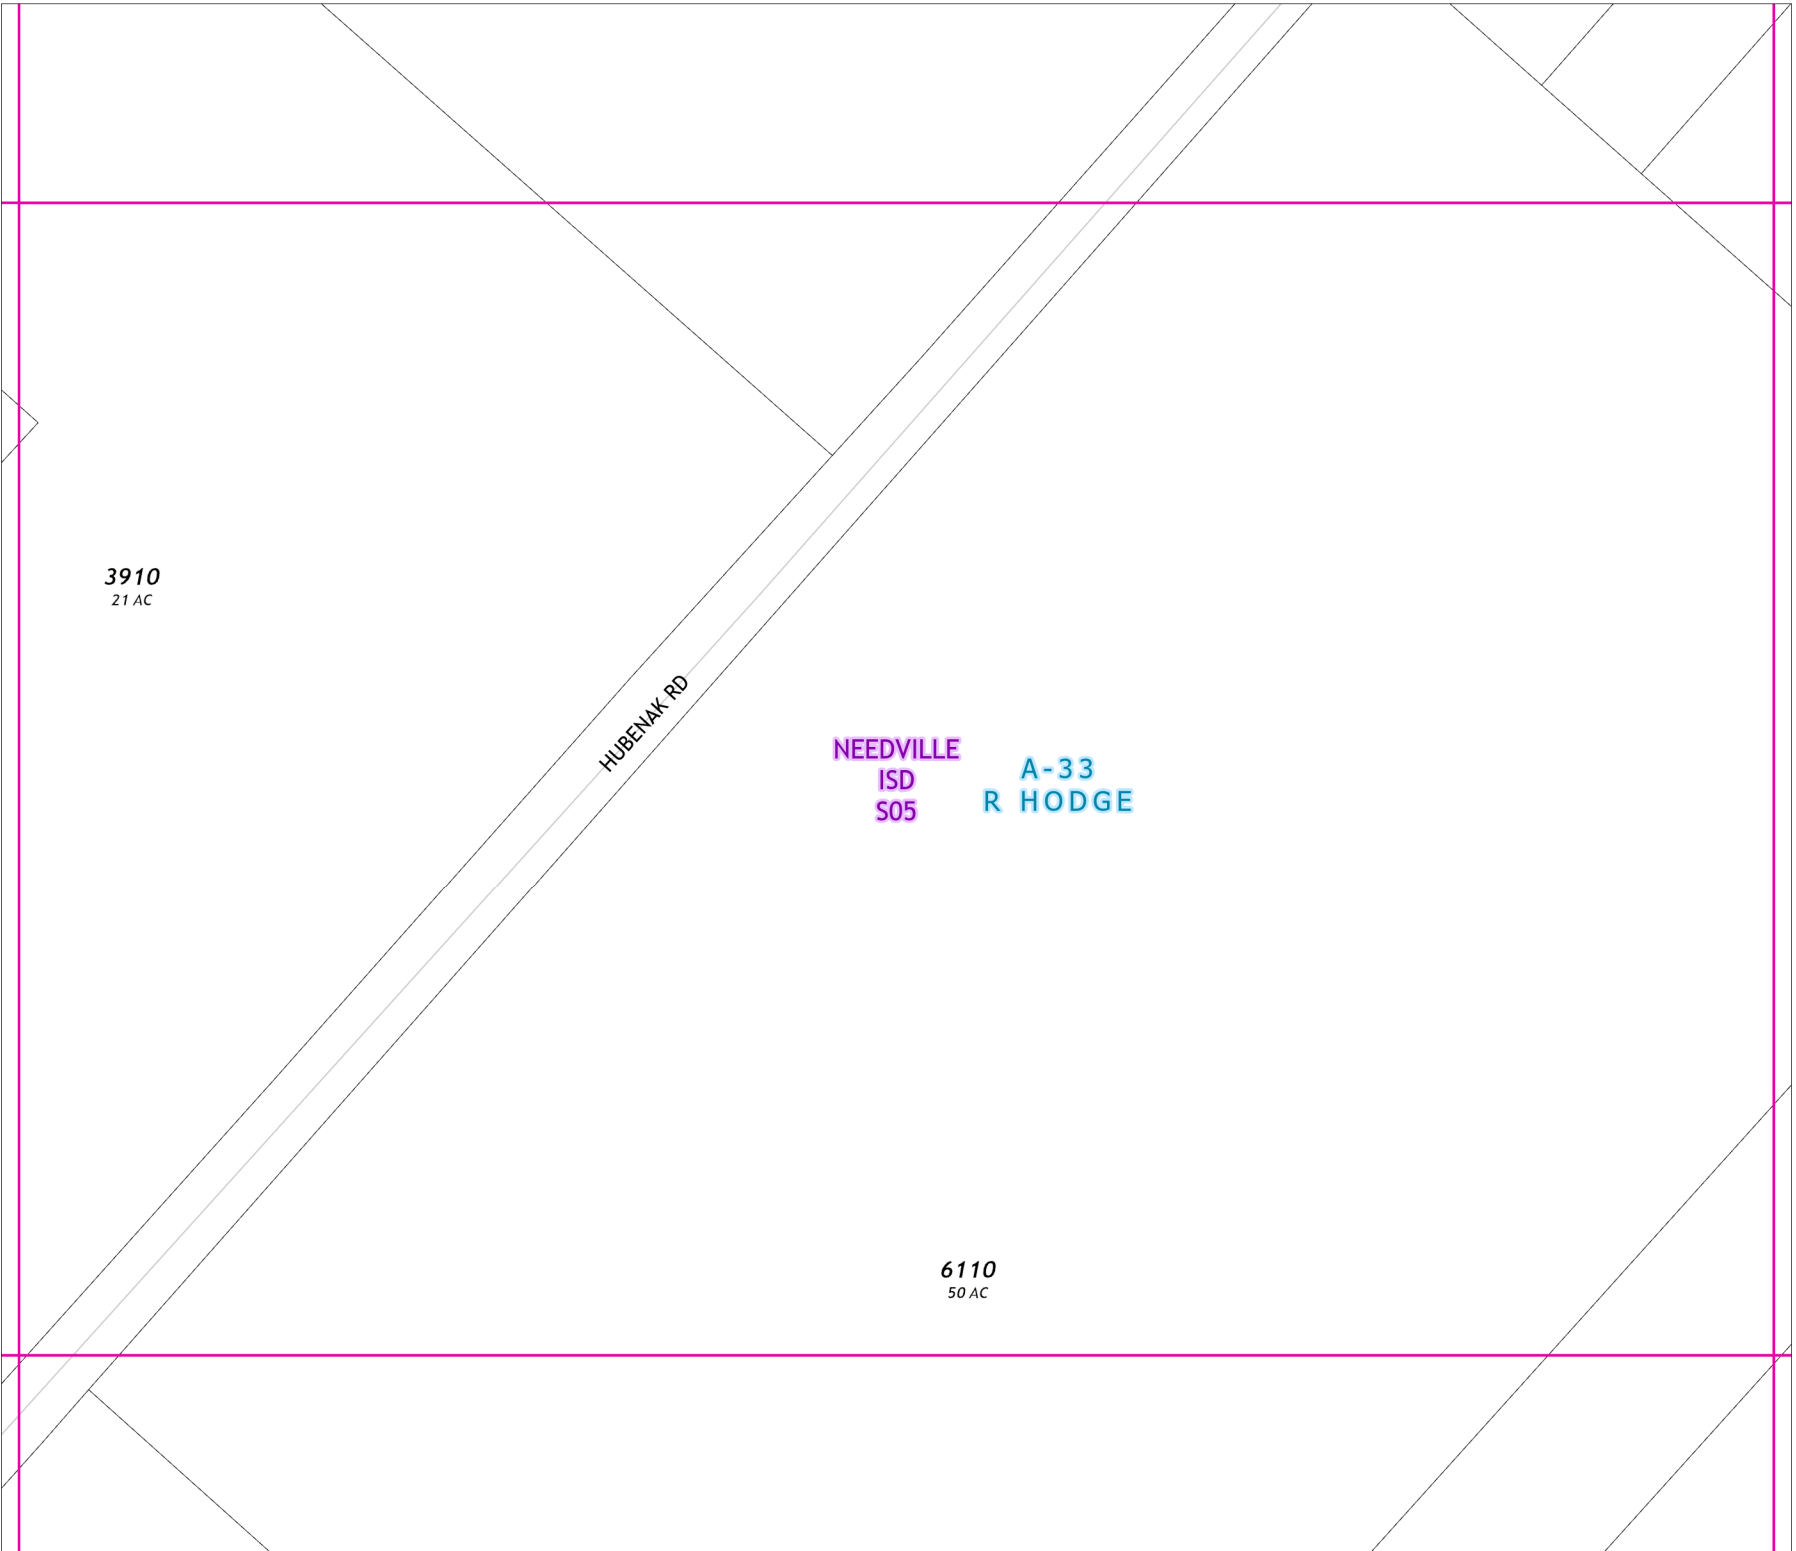 3910
21 AC
HUBENAK RD
NEEDVILLE
ISD
S05
A-33
R HODGE
6110
50 AC